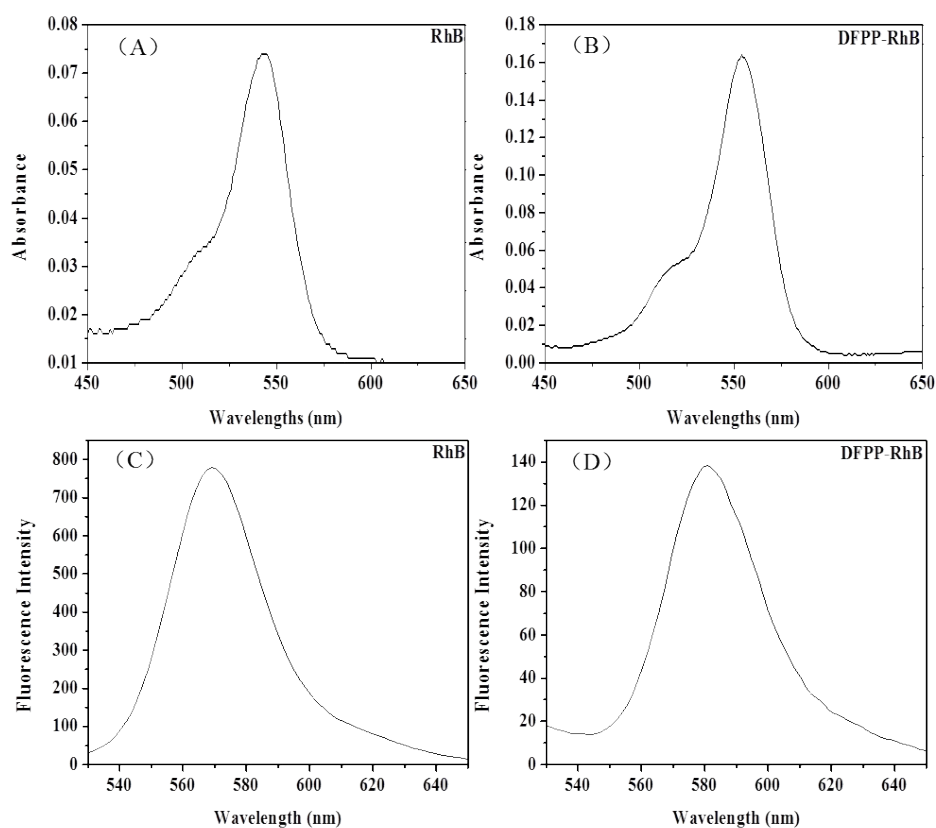 (A)
RhB
0.08
0.07
0.06
0.05
0.04
0.03
0.02
0.01
Absorbance
450 500 550 600 650
Wavelengths (nm)
(B)
DFPP-RhB
0.18
0.16
0.14
0.12
0.10
0.08
0.06
0.04
0.02
0.00
Absorbance
450 500 550 600 650
Wavelengths (nm)
(C)
RhB
800
700
600
500
400
300
200
100
0
Fluorescence Intensity
540 560 580 600 620 640
Wavelength (nm)
(D)
DFPP-RhB
140
120
100
80
60
40
20
0
Fluorescence Intensity
540 560 580 600 620 640
Wavelength (nm)